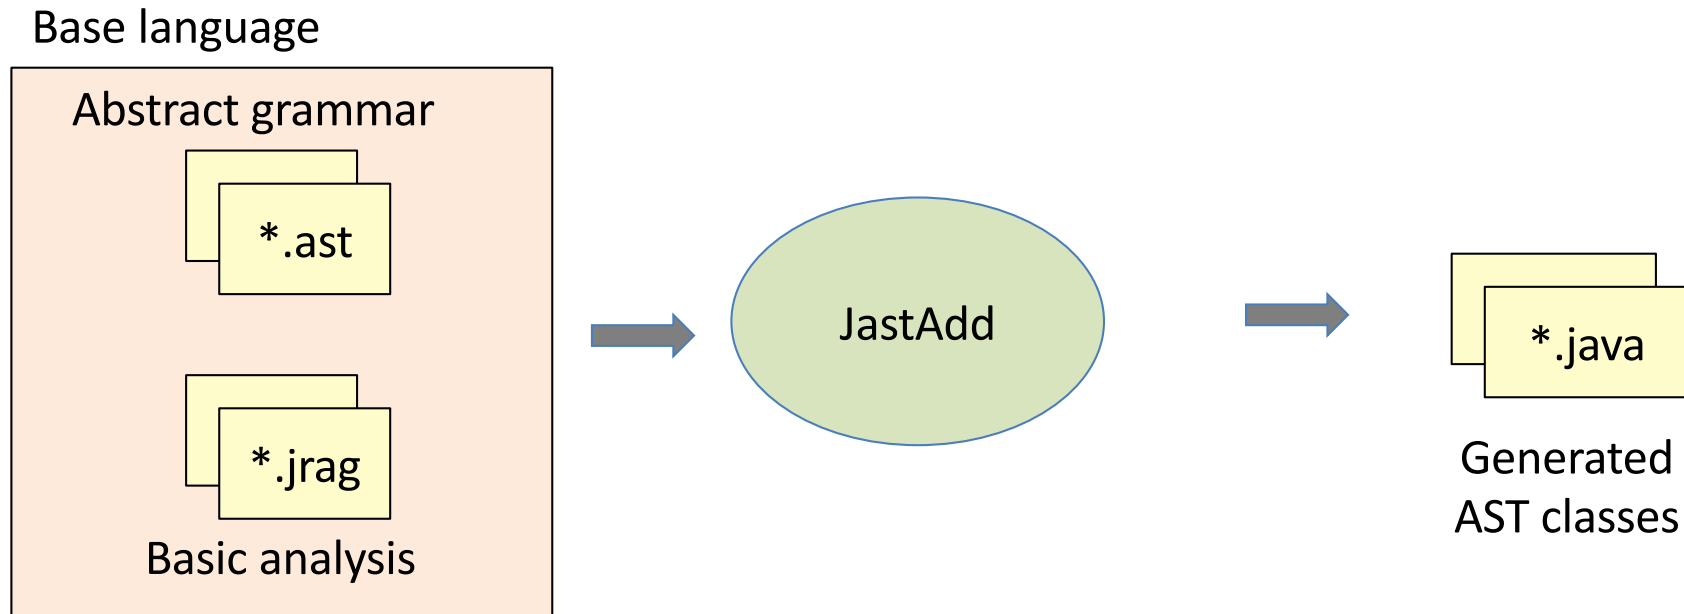 Base language
Abstract grammar
*.ast
*.jrag
Basic analysis
JastAdd
*.java
Generated
AST classes